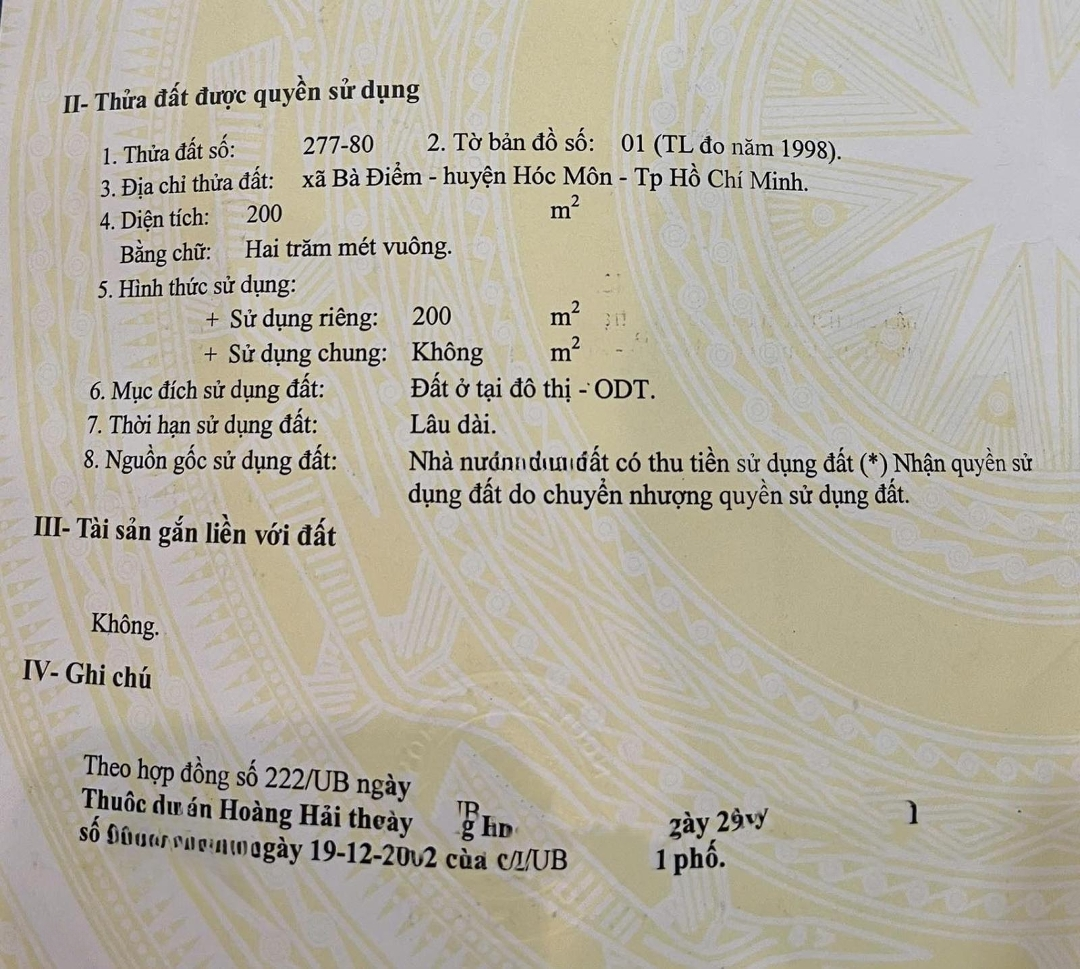 II- Thửa đất được quyền sử dụng
1. Thửa đất số: 277-80 2. Tờ bản đồ số: 01 (TL đo năm 1998).
3. Địa chỉ thửa đất: xã Bà Điểm - huyện Hóc Môn - Tp Hồ Chí Minh.
4. Diện tích: 200 m²
Bằng chữ: Hai trăm mét vuông.
5. Hình thức sử dụng:
+ Sử dụng riêng: 200 m²
+ Sử dụng chung: Không m²
6. Mục đích sử dụng đất: Đất ở tại đô thị - ODT.
7. Thời hạn sử dụng đất: Lâu dài.
8. Nguồn gốc sử dụng đất: Nhà đất có thu tiền sử dụng đất (*) Nhận quyền sử
dụng đất do chuyển nhượng quyền sử dụng đất.
III- Tài sản gắn liền với đất
Không.
IV- Ghi chú
Theo hợp đồng số 222/UB ngày
Thuộc dự án Hoàng Hải
số 19-12-2002 của